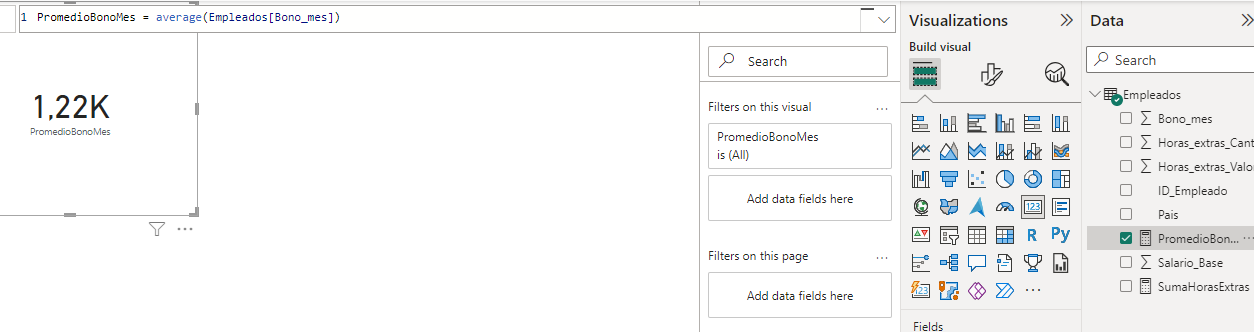 1 PromedioBonoMes = average(Empleados[Bono_mes])
1,22K
PromedioBonoMes
Search
Filters on this visual
...
PromedioBonoMes
is (All)
Add data fields here
Filters on this page
...
Add data fields here
Visualizations
Build visual
123
R
Py
123
...
Fields
Data
Search
Empleados
Bono_mes
Horas_extras_Cant
Horas_extras_Valo
ID_Empleado
Pais
PromedioBon...
Salario_Base
SumaHorasExtras